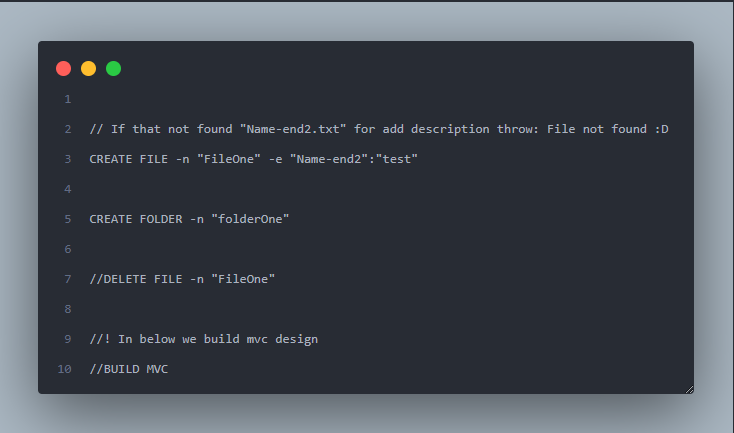 1
2 // If that not found "Name-end2.txt" for add description throw: File not found :D
3 CREATE FILE -n "FileOne" -e "Name-end2":"test"
4
5 CREATE FOLDER -n "folderOne"
6
7 //DELETE FILE -n "FileOne"
8
9 //! In below we build mvc design
10 //BUILD MVC